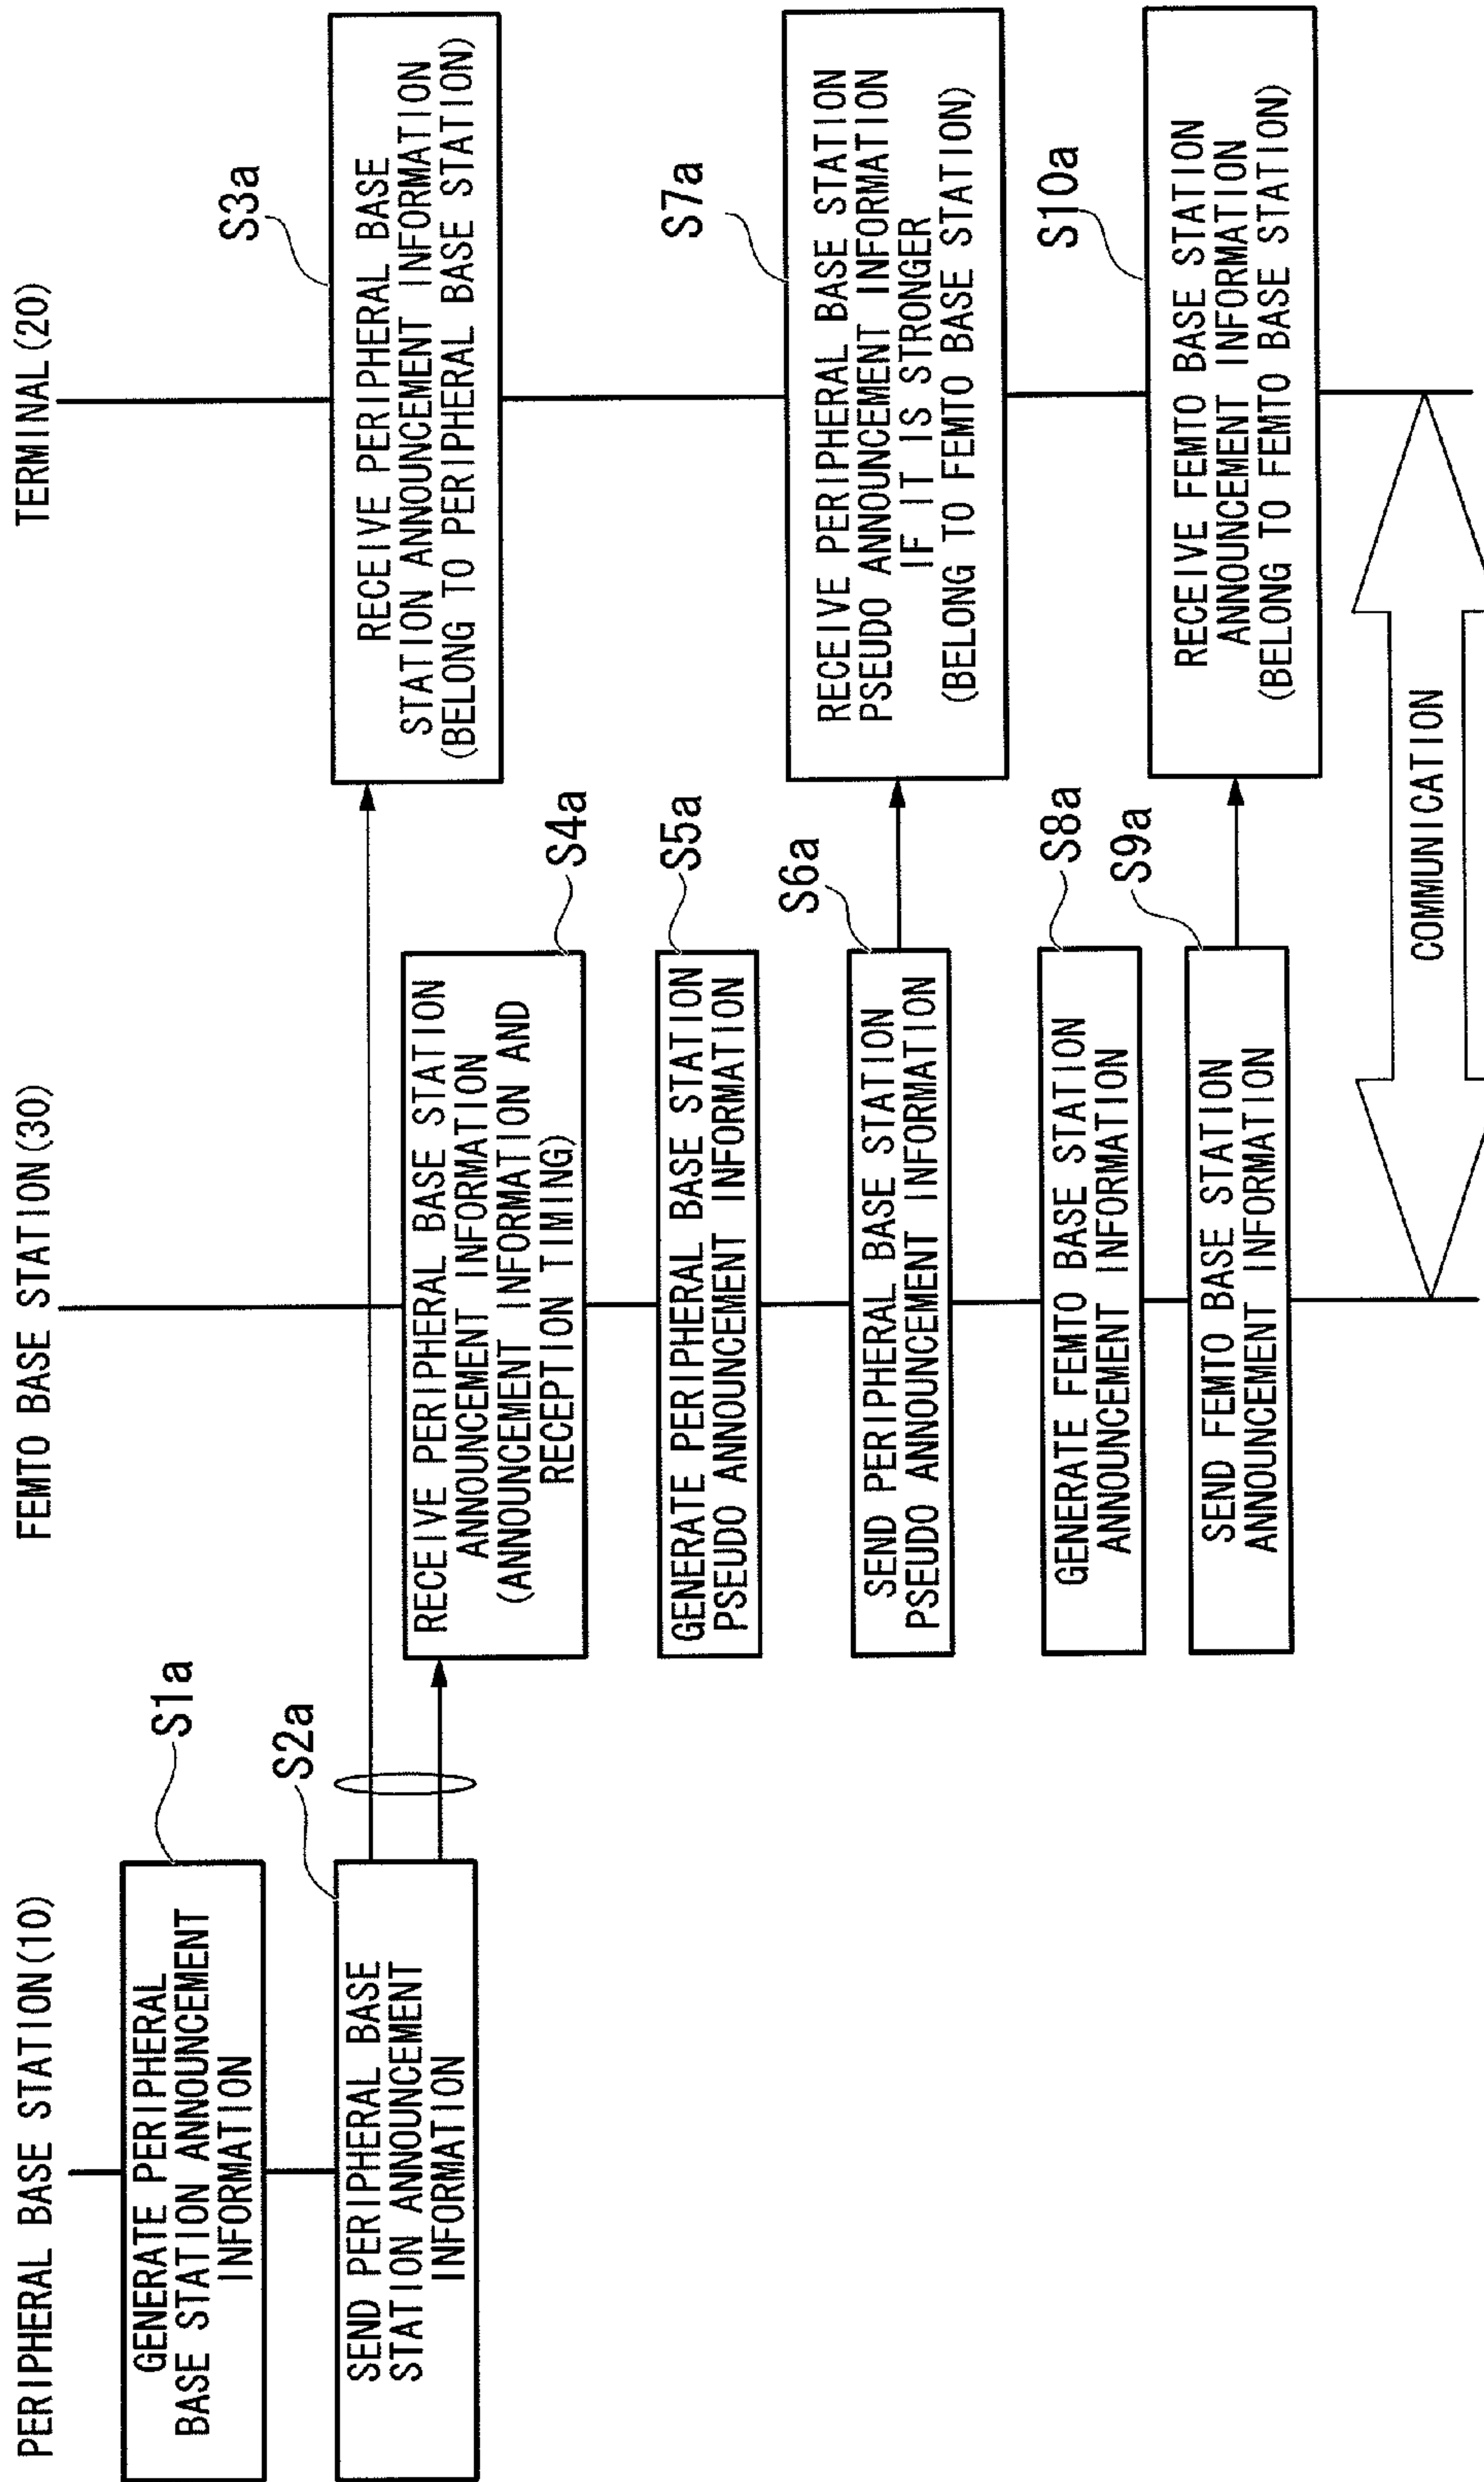 PERIPHERAL BASE STATION(10)
FEMTO BASE STATION(30)
TERMINAL(20)
GENERATE PERIPHERAL
BASE STATION ANNOUNCEMENT
INFORMATION
S1a
SEND PERIPHERAL BASE
STATION ANNOUNCEMENT
INFORMATION
S2a
RECEIVE PERIPHERAL BASE
STATION ANNOUNCEMENT INFORMATION
(BELONG TO PERIPHERAL BASE STATION)
S3a
RECEIVE PERIPHERAL BASE STATION
ANNOUNCEMENT INFORMATION
(ANNOUNCEMENT INFORMATION AND
RECEPTION TIMING)
S4a
GENERATE PERIPHERAL BASE STATION
PSEUDO ANNOUNCEMENT INFORMATION
S5a
SEND PERIPHERAL BASE STATION
PSEUDO ANNOUNCEMENT INFORMATION
S6a
RECEIVE PERIPHERAL BASE STATION
PSEUDO ANNOUNCEMENT INFORMATION
IF IT IS STRONGER
(BELONG TO FEMTO BASE STATION)
S7a
GENERATE FEMTO BASE STATION
ANNOUNCEMENT INFORMATION
S8a
SEND FEMTO BASE STATION
ANNOUNCEMENT INFORMATION
S9a
RECEIVE FEMTO BASE STATION
ANNOUNCEMENT INFORMATION
(BELONG TO FEMTO BASE STATION)
S10a
COMMUNICATION